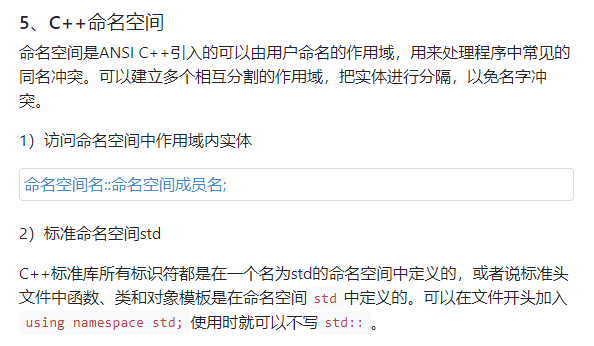 5、C++命名空间
命名空间是ANSI C++引入的可以由用户命名的作用域，用来处理程序中常见的
同名冲突。可以建立多个相互分割的作用域，把实体进行分隔，以免名字冲
突。
1）访问命名空间中作用域内实体
命名空间名::命名空间成员名;
2）标准命名空间std
C++标准库所有标识符都是在一个名为std的命名空间中定义的，或者说标准头
文件中函数、类和对象模板是在命名空间 std 中定义的。可以在文件开头加入
using namespace std; 使用时就可以不写 std:: 。